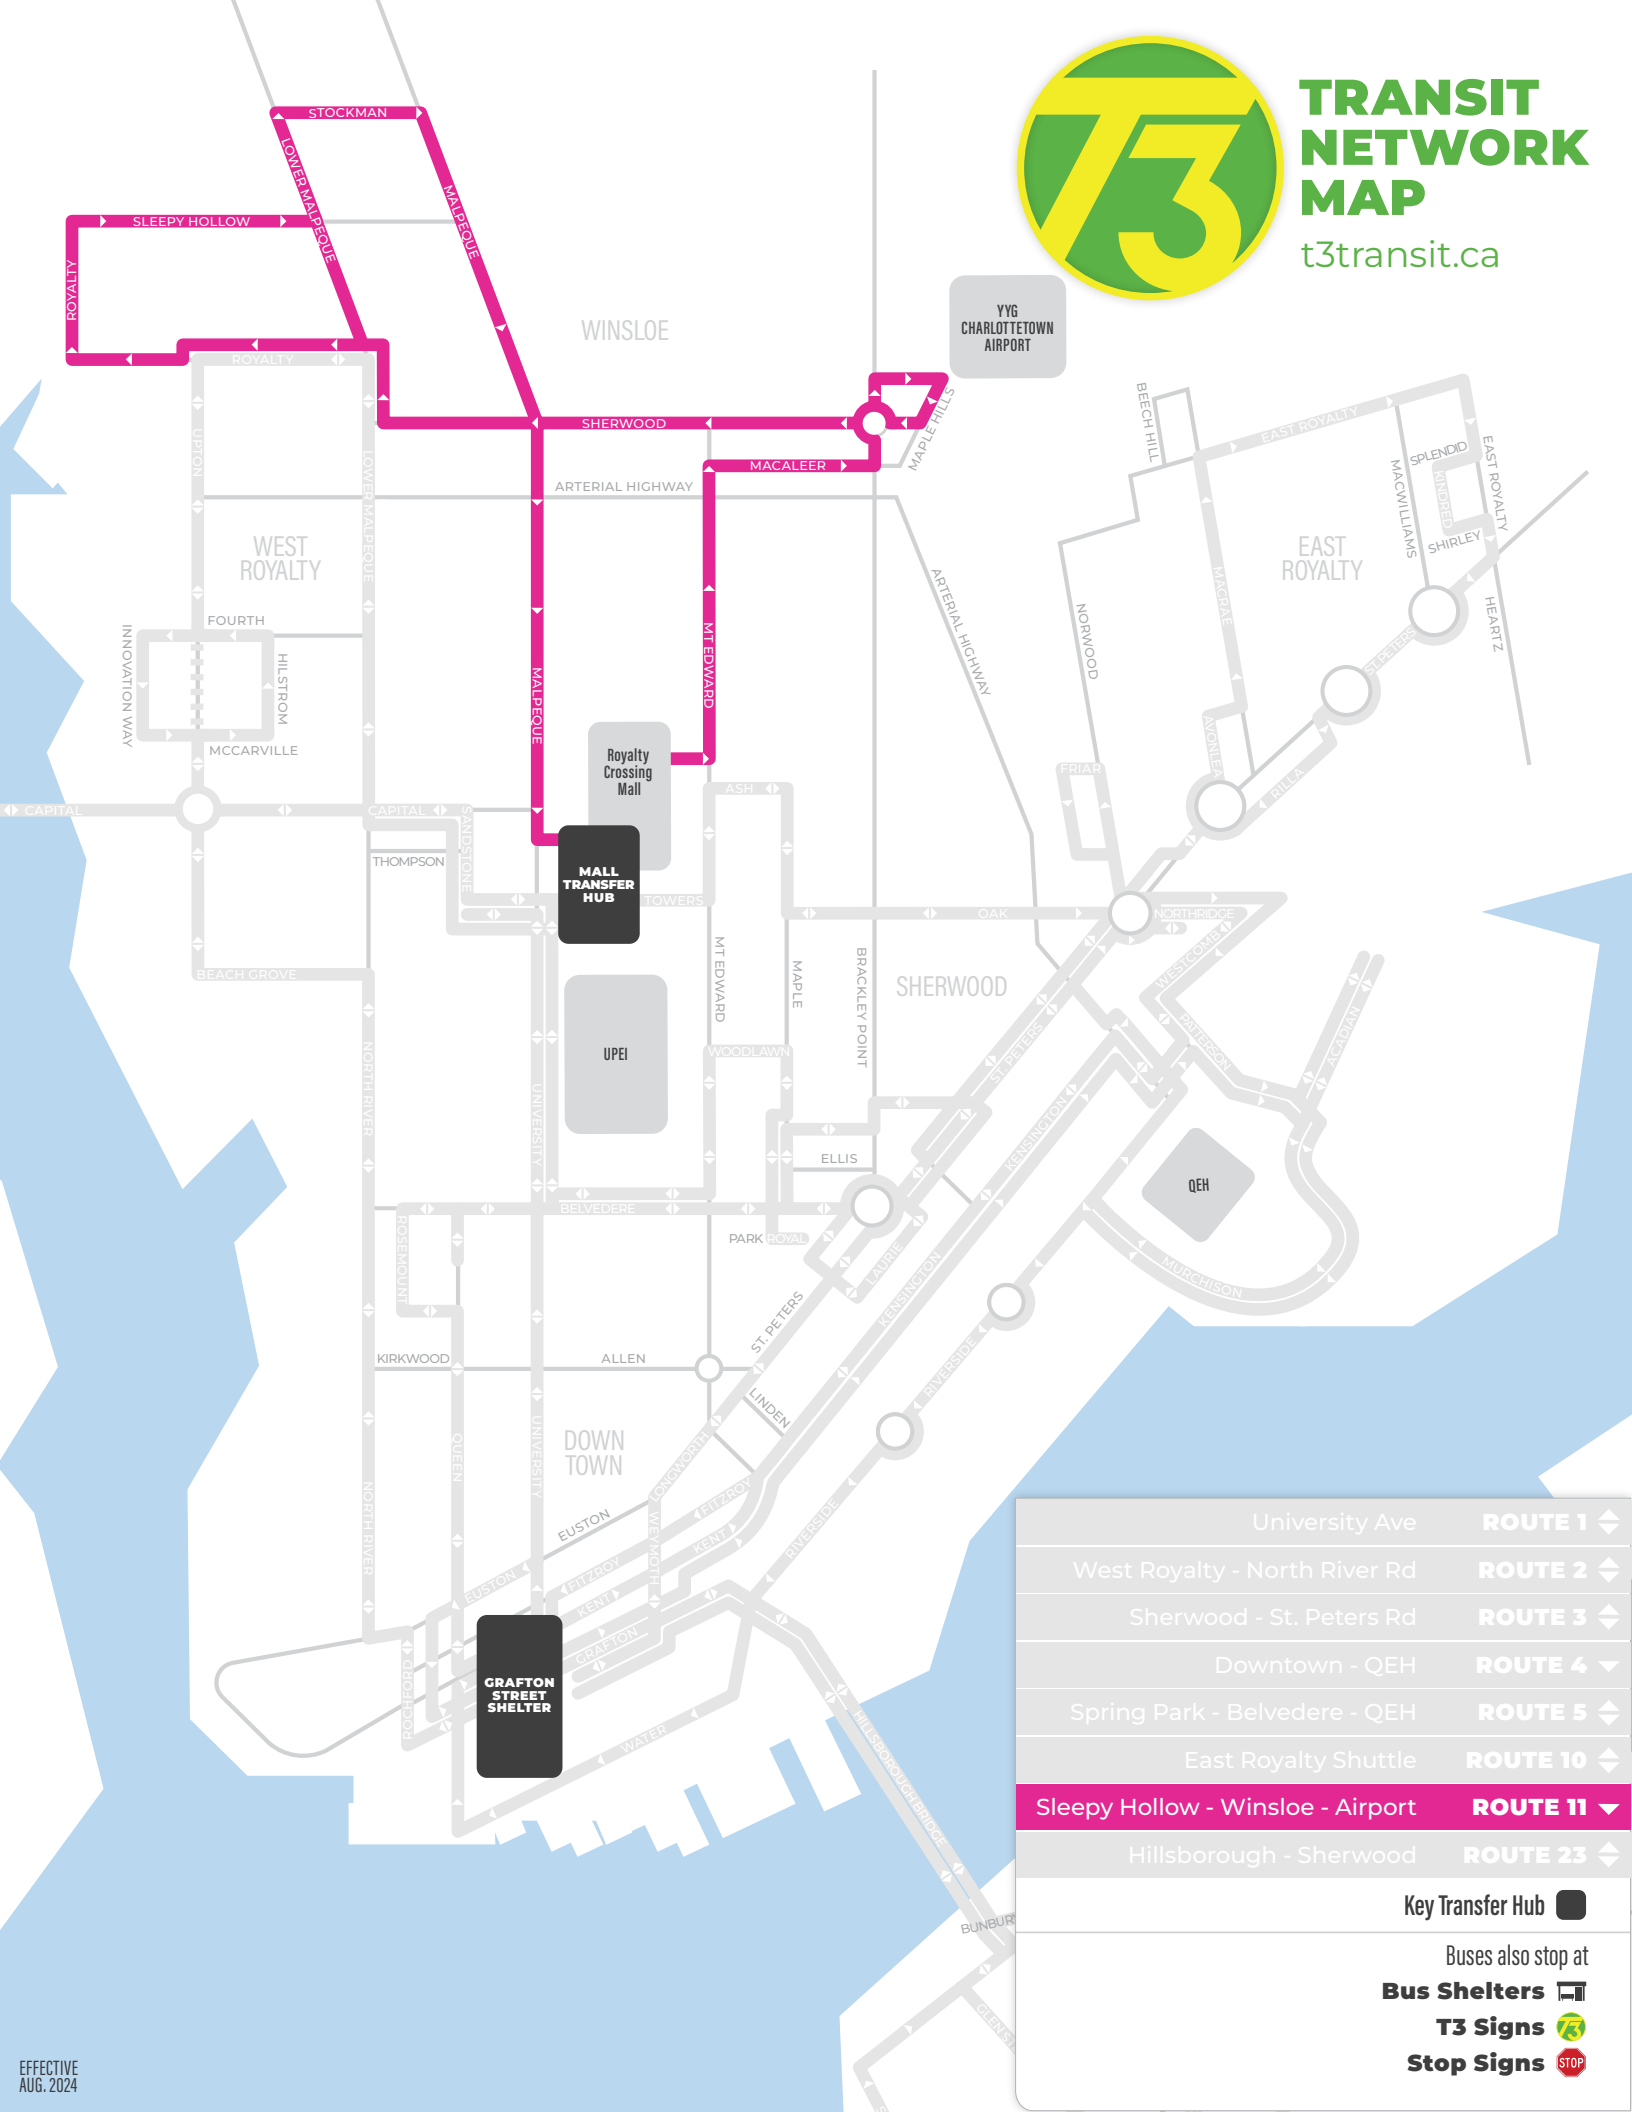 TRANSIT
NETWORK
MAP
t3transit.ca
T3
STOCKMAN
LOWER MALPEQUE
MALPEQUE
SLEEPY HOLLOW
ROYALTY
WINSLOE
YYG
CHARLOTTETOWN
AIRPORT
ROYALTY
SHERWOOD
MAPLE HILLS
MACALEER
ARTERIAL HIGHWAY
UPTON
LOWER MALPEQUE
WEST
ROYALTY
BEECH HILL
EAST ROYALTY
SPLENDID
KINDRED
EAST ROYALTY
MACWILLIAMS
SHIRLEY
EAST
ROYALTY
HEARTZ
ARTERIAL HIGHWAY
NORWOOD
MACRAE
ST.PETERS
FOURTH
INNOVATION WAY
HILSTROM
MCCARVILLE
MALPEQUE
MT EDWARD
Royalty
Crossing
Mall
AVONLEA
RILLA
FRIAR
ASH
CAPITAL
CAPITAL
SANDSTONE
THOMPSON
MALL
TRANSFER
HUB
TOWERS
OAK
NORTHRIDGE
WESTCOMB
MT EDWARD
MAPLE
BRACKLEY POINT
SHERWOOD
BEACH GROVE
UPEI
WOODLAWN
ST. PETERS
PATTERSON
ACADIAN
NORTH RIVER
UNIVERSITY
KENSINGTON
ELLIS
QEH
BELVEDERE
ROSEMOUNT
PARK ROYAL
LAURIE
KENSINGTON
MURCHISON
ST. PETERS
KIRKWOOD
ALLEN
RIVERSIDE
LINDEN
DOWN
TOWN
QUEEN
UNIVERSITY
NORTH RIVER
LONGWORTH
FITZROY
WEYMOUTH
KENT
RIVERSIDE
EUSTON
EUSTON
FITZROY
KENT
GRAFTON
ROCHFORD
GRAFTON
STREET
SHELTER
WATER
HILLSBOROUGH BRIDGE
University Ave ROUTE 1
West Royalty - North River Rd ROUTE 2
Sherwood - St. Peters Rd ROUTE 3
Downtown - QEH ROUTE 4
Spring Park - Belvedere - QEH ROUTE 5
East Royalty Shuttle ROUTE 10
Sleepy Hollow - Winsloe - Airport ROUTE 11
Hillsborough - Sherwood ROUTE 23
Key Transfer Hub
Buses also stop at
Bus Shelters
T3 Signs T3
Stop Signs STOP
EFFECTIVE
AUG. 2024